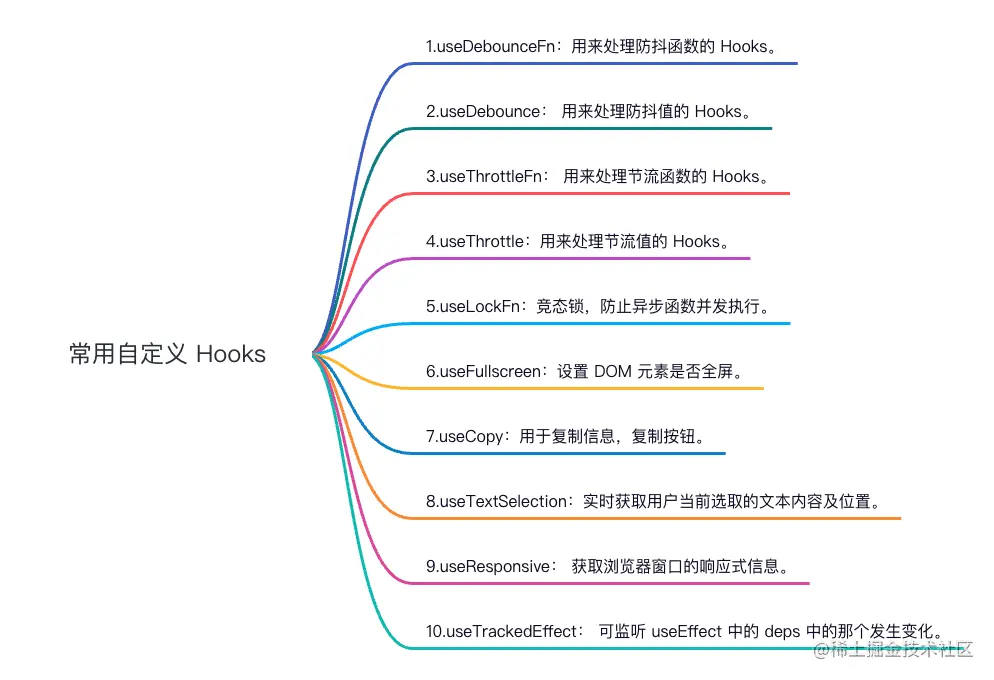 1.useDebounceFn：用来处理防抖函数的 Hooks。
2.useDebounce： 用来处理防抖值的 Hooks。
3.useThrottleFn： 用来处理节流函数的 Hooks。
4.useThrottle：用来处理节流值的 Hooks。
5.useLockFn：竞态锁，防止异步函数并发执行。
常用自定义 Hooks
6.useFullscreen：设置 DOM 元素是否全屏。
7.useCopy：用于复制信息，复制按钮。
8.useTextSelection：实时获取用户当前选取的文本内容及位置。
9.useResponsive： 获取浏览器窗口的响应式信息。
10.useTrackedEffect： 可监听 useEffect 中的 deps 中的那个发生变化。
@稀土掘金技术社区